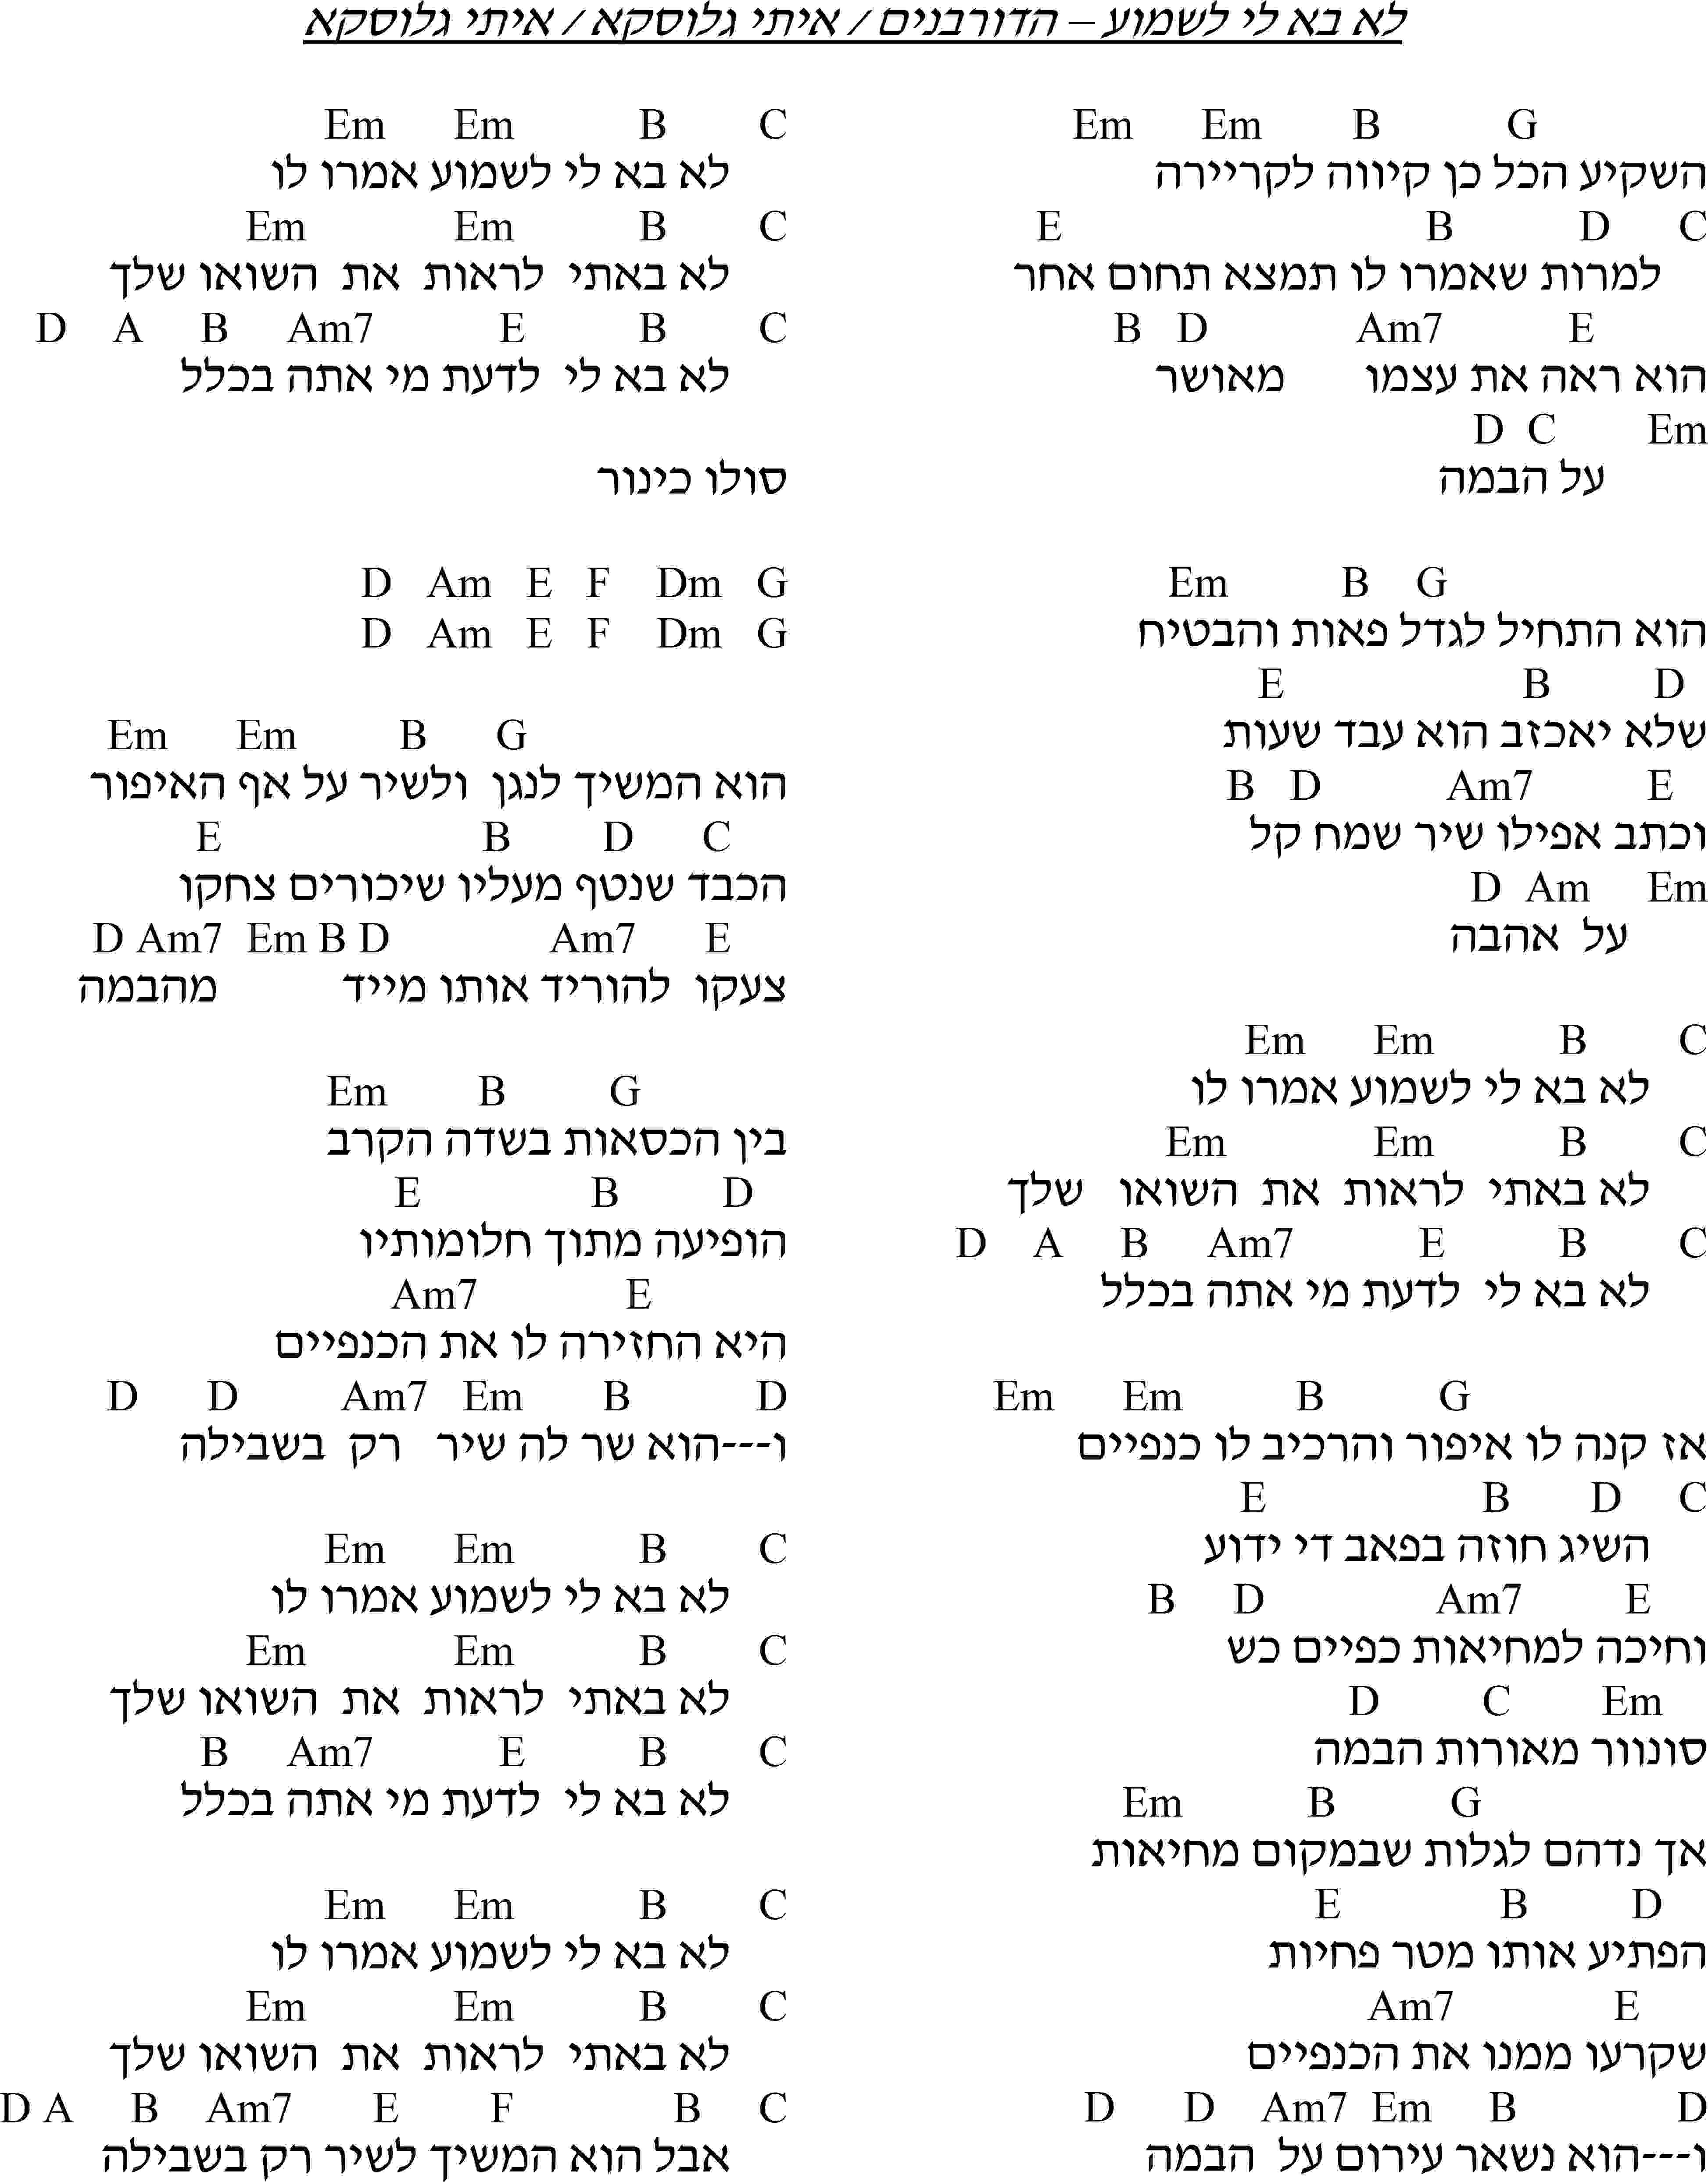 לא בא לי לשמוע – הדורבנים / איתי גלוסקא / איתי גלוסקא
Em Em B G
השקיע הכל כן קיווה לקריירה
E B D C
למרות שאמרו לו תמצא תחום אחר
B D Am7 E
הוא ראה את עצמו מאושר
D C Em
על הבמה
Em B G
הוא התחיל לגדל פאות והבטיח
E B D
שלא יאכזב הוא עבד שעות
B D Am7 E
וכתב אפילו שיר שמח קל
D Am Em
על אהבה
Em Em B C
לא בא לי לשמוע אמרו לו
Em Em B C
לא באתי לראות את השואו שלך
D A B Am7 E B C
לא בא לי לדעת מי אתה בכלל
Em Em B G
אז קנה לו איפור והרכיב לו כנפיים
E B D C
השיג חוזה בפאב די ידוע
B D Am7 E
וחיכה למחיאות כפיים כש
D C Em
סונוור מאורות הבמה
Em B G
אך נדהם לגלות שבמקום מחיאות
E B D
הפתיע אותו מטר פחיות
Am7 E
שקרעו ממנו את הכנפיים
D D Am7 Em B D
ו---הוא נשאר עירום על הבמה
Em Em B C
לא בא לי לשמוע אמרו לו
Em Em B C
לא באתי לראות את השואו שלך
D A B Am7 E B C
לא בא לי לדעת מי אתה בכלל
סולו כינור
D Am E F Dm G
D Am E F Dm G
Em Em B G
הוא המשיך לנגן ולשיר על אף האיפור
E B D C
הכבד שנטף מעליו שיכורים צחקו
D Am7 Em B D Am7 E
צעקו להוריד אותו מייד מהבמה
Em B G
בין הכסאות בשדה הקרב
E B D
הופיעה מתוך חלומותיו
Am7 E
היא החזירה לו את הכנפיים
D D Am7 Em B D
ו---הוא שר לה שיר רק בשבילה
Em Em B C
לא בא לי לשמוע אמרו לו
Em Em B C
לא באתי לראות את השואו שלך
B Am7 E B C
לא בא לי לדעת מי אתה בכלל
Em Em B C
לא בא לי לשמוע אמרו לו
Em Em B C
לא באתי לראות את השואו שלך
D A B Am7 E F B C
אבל הוא המשיך לשיר רק בשבילה